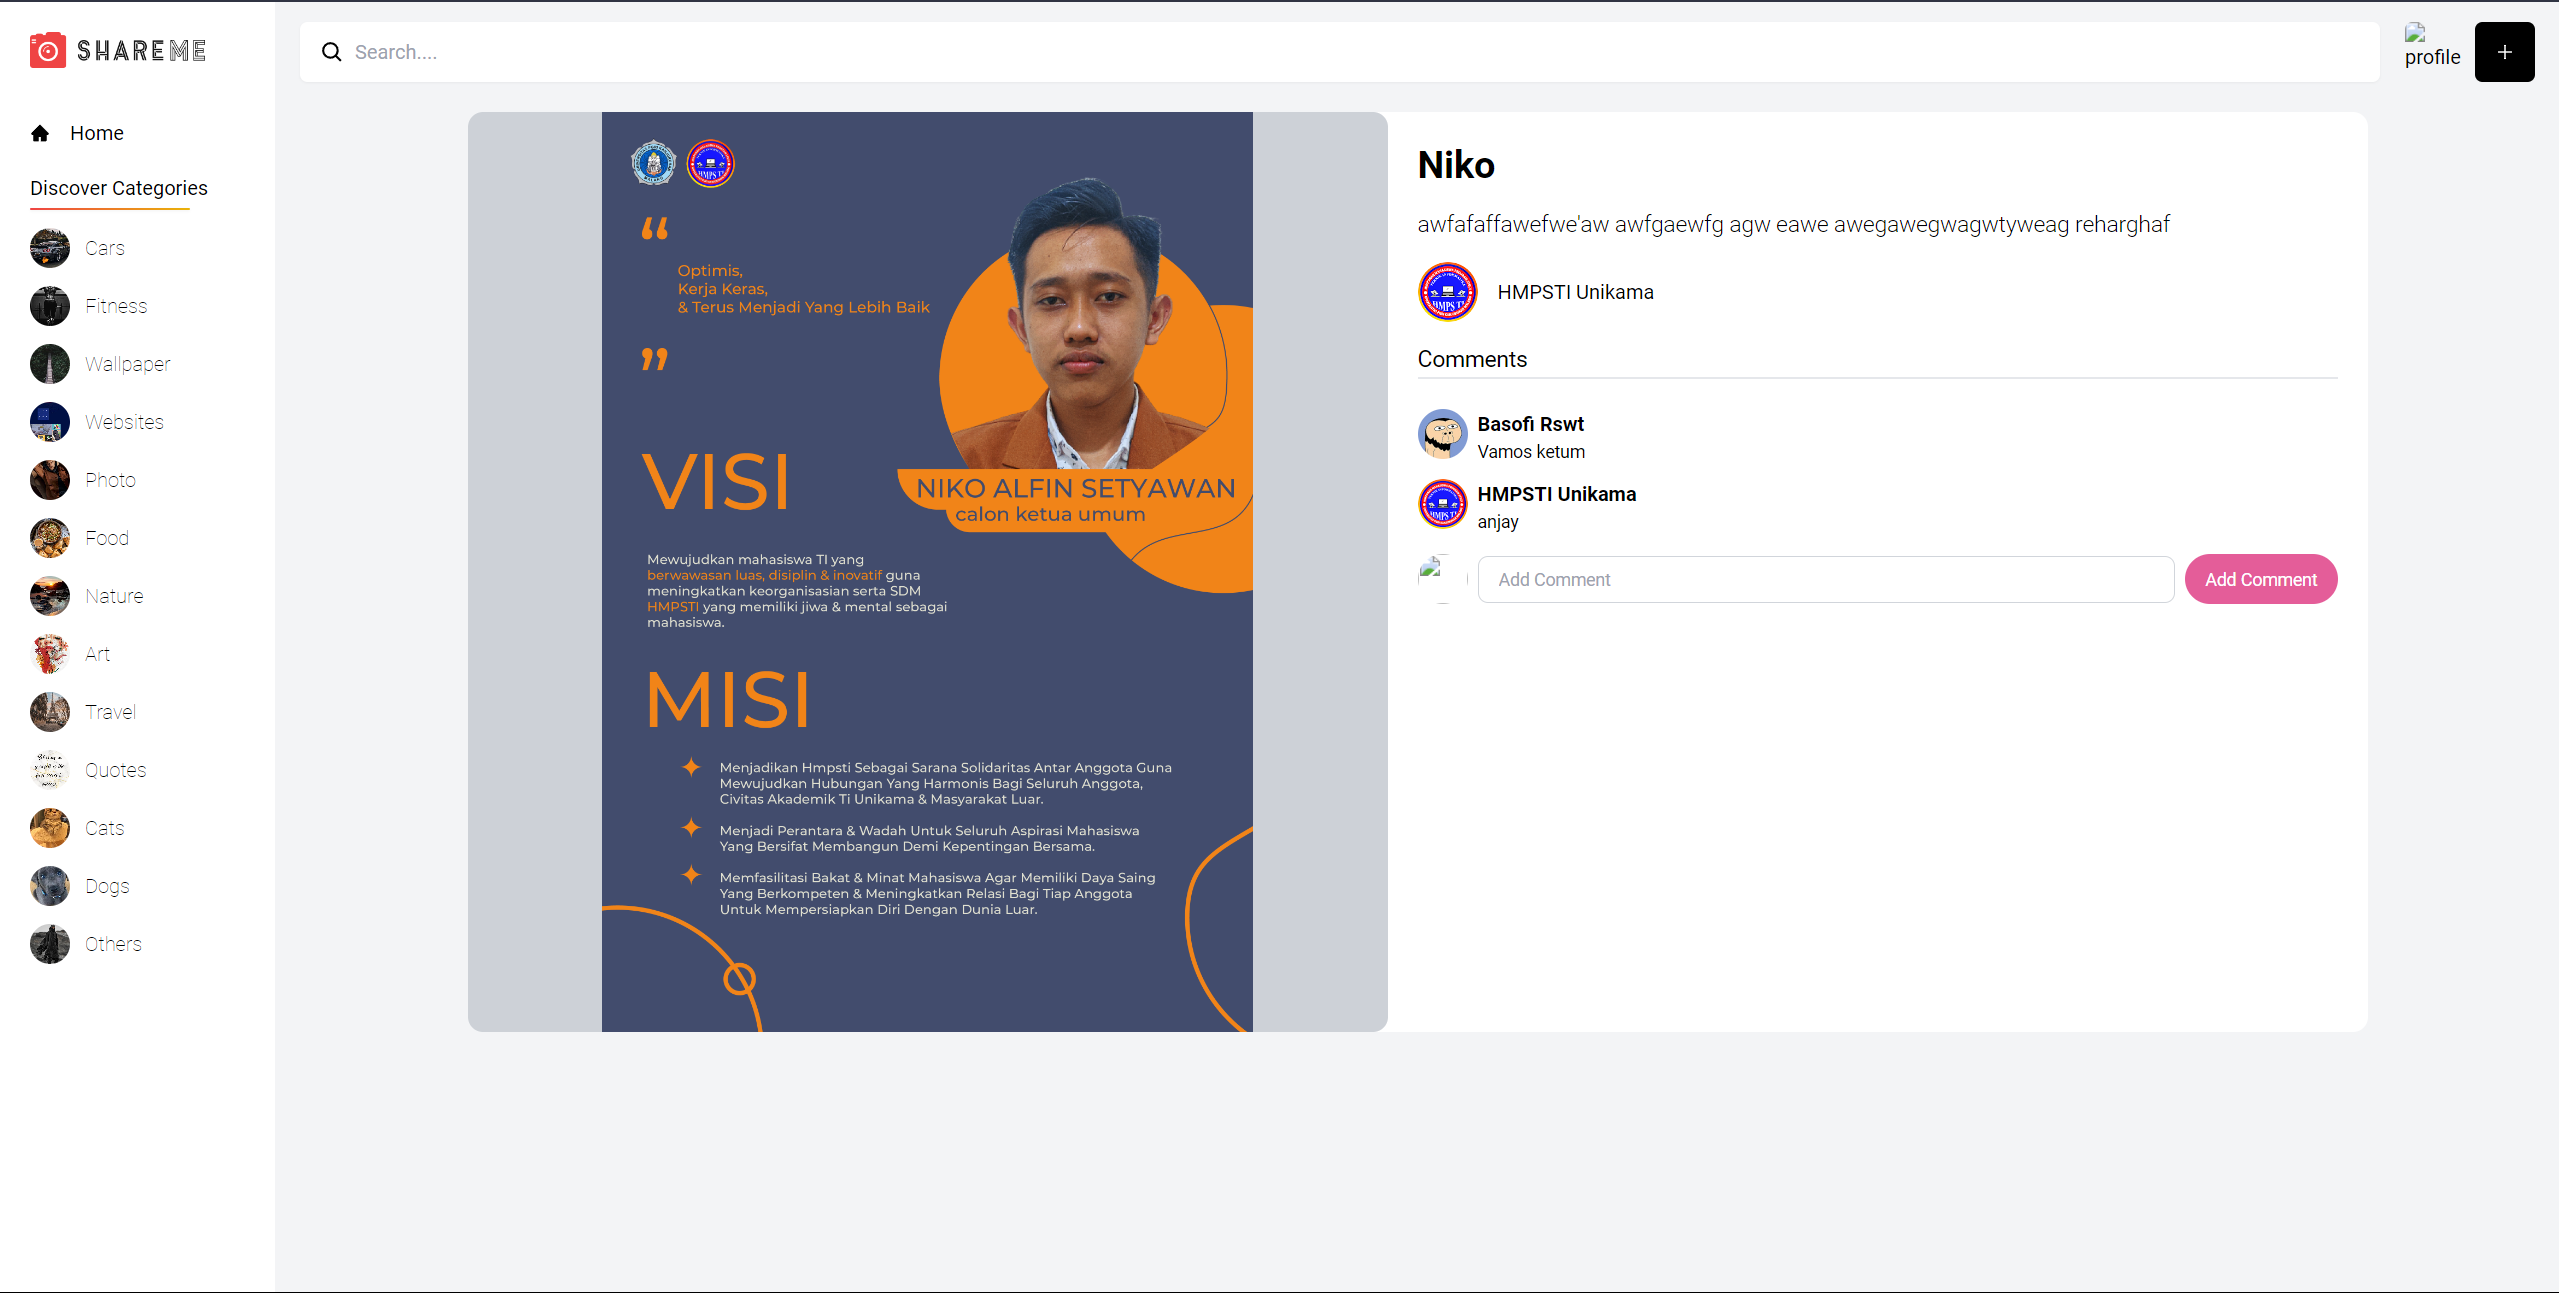 SHAREME
Home
Discover Categories
Cars
Fitness
Wallpaper
Websites
Photo
Food
Nature
Art
Travel
Quotes
Cats
Dogs
Others
Search....
profile
+
HMPS TI
“
Optimis,
Kerja Keras,
& Terus Menjadi Yang Lebih Baik
”
NIKO ALFIN SETYAWAN
calon ketua umum
VISI
Mewujudkan mahasiswa TI yang
berwawasan luas, disiplin & inovatif guna
meningkatkan keorganisasian serta SDM
HMPSTI yang memiliki jiwa & mental sebagai
mahasiswa.
MISI
Menjadikan Hmpsti Sebagai Sarana Solidaritas Antar Anggota Guna
Mewujudkan Hubungan Yang Harmonis Bagi Seluruh Anggota,
Civitas Akademik Ti Unikama & Masyarakat Luar.
Menjadi Perantara & Wadah Untuk Seluruh Aspirasi Mahasiswa
Yang Bersifat Membangun Demi Kepentingan Bersama.
Memfasilitasi Bakat & Minat Mahasiswa Agar Memiliki Daya Saing
Yang Berkompeten & Meningkatkan Relasi Bagi Tiap Anggota
Untuk Mempersiapkan Diri Dengan Dunia Luar.
Niko
awfafaffawefwe'aw awfgaewfg agw eawe awegawegwagwtyweag reharghaf
HMPS TI
HMPSTI Unikama
Comments
Basofi Rswt
Vamos ketum
HMPS TI
HMPSTI Unikama
anjay
Add Comment
Add Comment